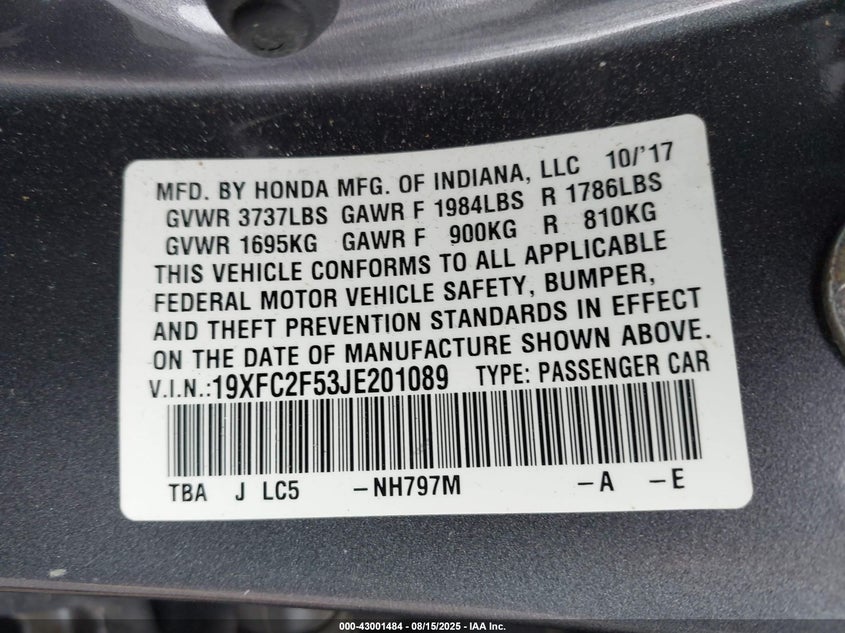 MFD. BY HONDA MFG. OF INDIANA, LLC 10/'17
GVWR 3737LBS GAWR F 1984LBS R 1786LBS
GVWR 1695KG GAWR F 900KG R 810KG
THIS VEHICLE CONFORMS TO ALL APPLICABLE
FEDERAL MOTOR VEHICLE SAFETY, BUMPER,
AND THEFT PREVENTION STANDARDS IN EFFECT
ON THE DATE OF MANUFACTURE SHOWN ABOVE.
V.I.N.:19XFC2F53JE201089 TYPE: PASSENGER CAR
TBA J LC5 –NH797M –A –E
000-43001484 - 08/15/2025 - IAA Inc.